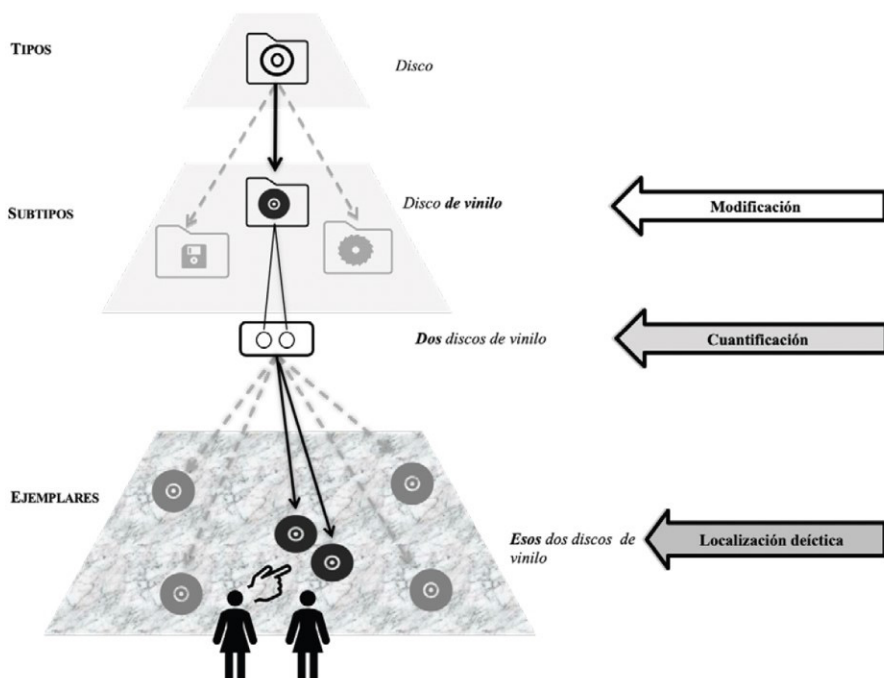 TIPOS
Disco
SUBTIPOS
Disco de vinilo
Modificación
Dos discos de vinilo
Cuantificación
EJEMPLARES
Esos dos discos de
vinilo
Localización deíctica